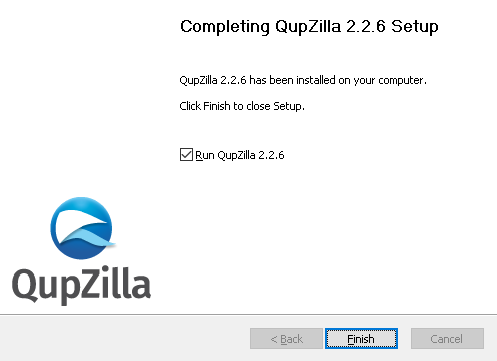 Completing QupZilla 2.2.6 Setup
QupZilla 2.2.6 has been installed on your computer.
Click Finish to close Setup.
Run QupZilla 2.2.6
QupZilla
< Back Finish Cancel